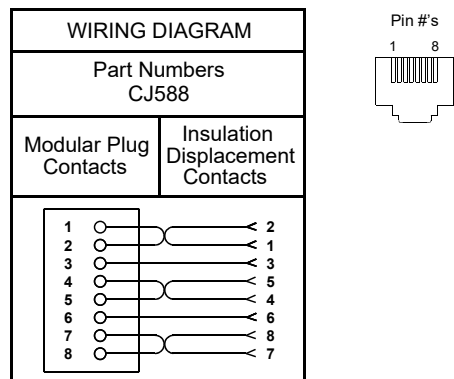 WIRING DIAGRAM
Part Numbers
CJ588
Modular Plug
Contacts
Insulation
Displacement
Contacts
1 2
2 1
3 3
4 5
5 4
6 6
7 8
8 7
Pin #'s
1 8